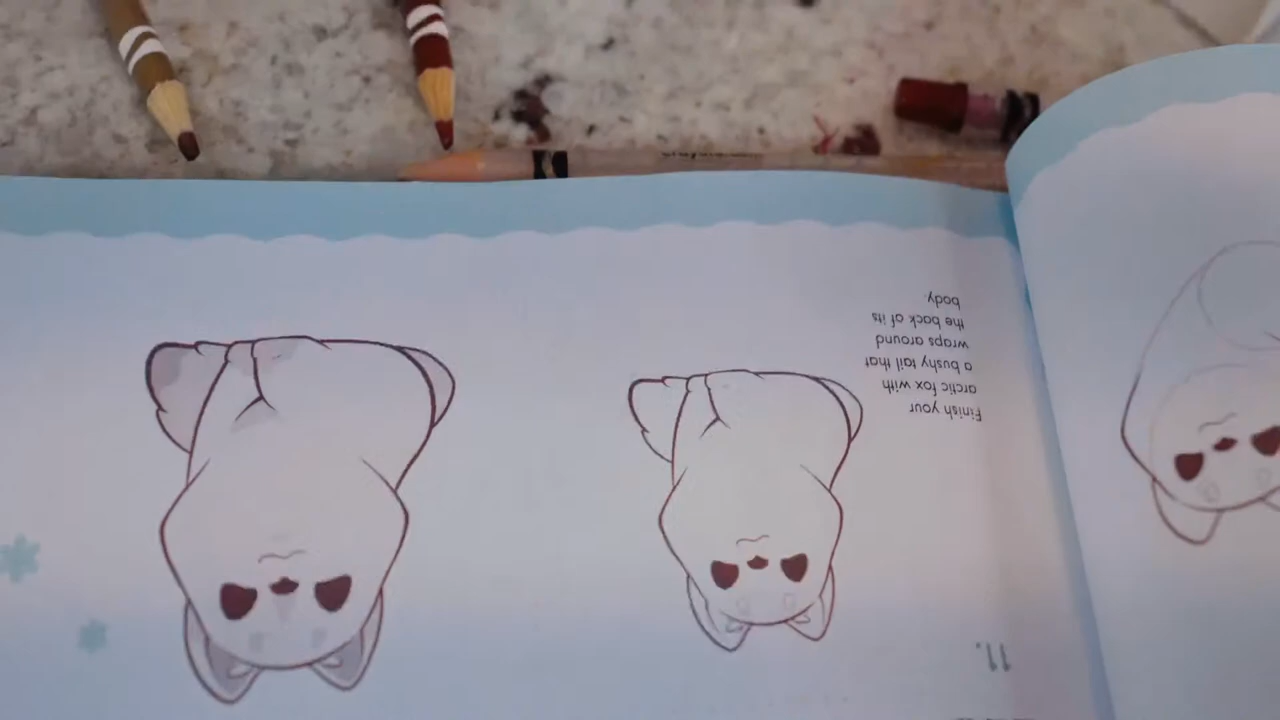 11.
Finish your
arctic fox with
a bushy tail that
wraps around
the back of its
body.